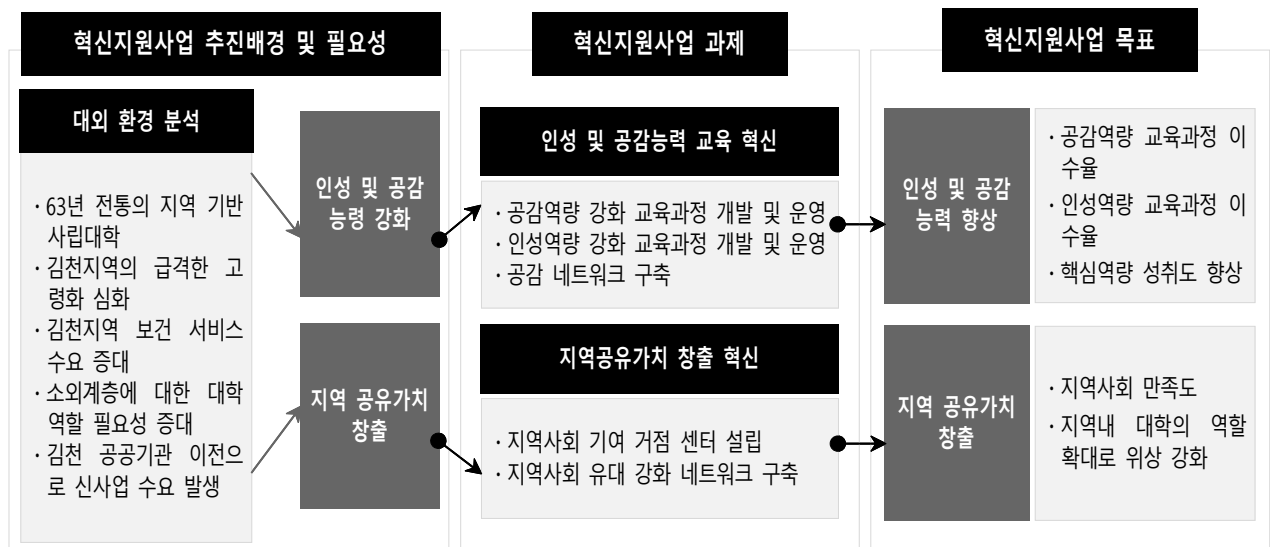 혁신지원사업 추진배경 및 필요성
대외 환경 분석
· 63년 전통의 지역 기반
사립대학
· 김천지역의 급격한 고
령화 심화
· 김천지역 보건 서비스
수요 증대
· 소외계층에 대한 대학
역할 필요성 증대
· 김천 공공기관 이전으
로 신사업 수요 발생
인성 및 공감
능력 강화
지역 공유가치
창출
혁신지원사업 과제
인성 및 공감능력 교육 혁신
· 공감역량 강화 교육과정 개발 및 운영
· 인성역량 강화 교육과정 개발 및 운영
· 공감 네트워크 구축
지역공유가치 창출 혁신
· 지역사회 기여 거점 센터 설립
· 지역사회 유대 강화 네트워크 구축
혁신지원사업 목표
인성 및 공감
능력 향상
· 공감역량 교육과정 이
수율
· 인성역량 교육과정 이
수율
· 핵심역량 성취도 향상
지역 공유가치
창출
· 지역사회 만족도
· 지역내 대학의 역할
확대로 위상 강화